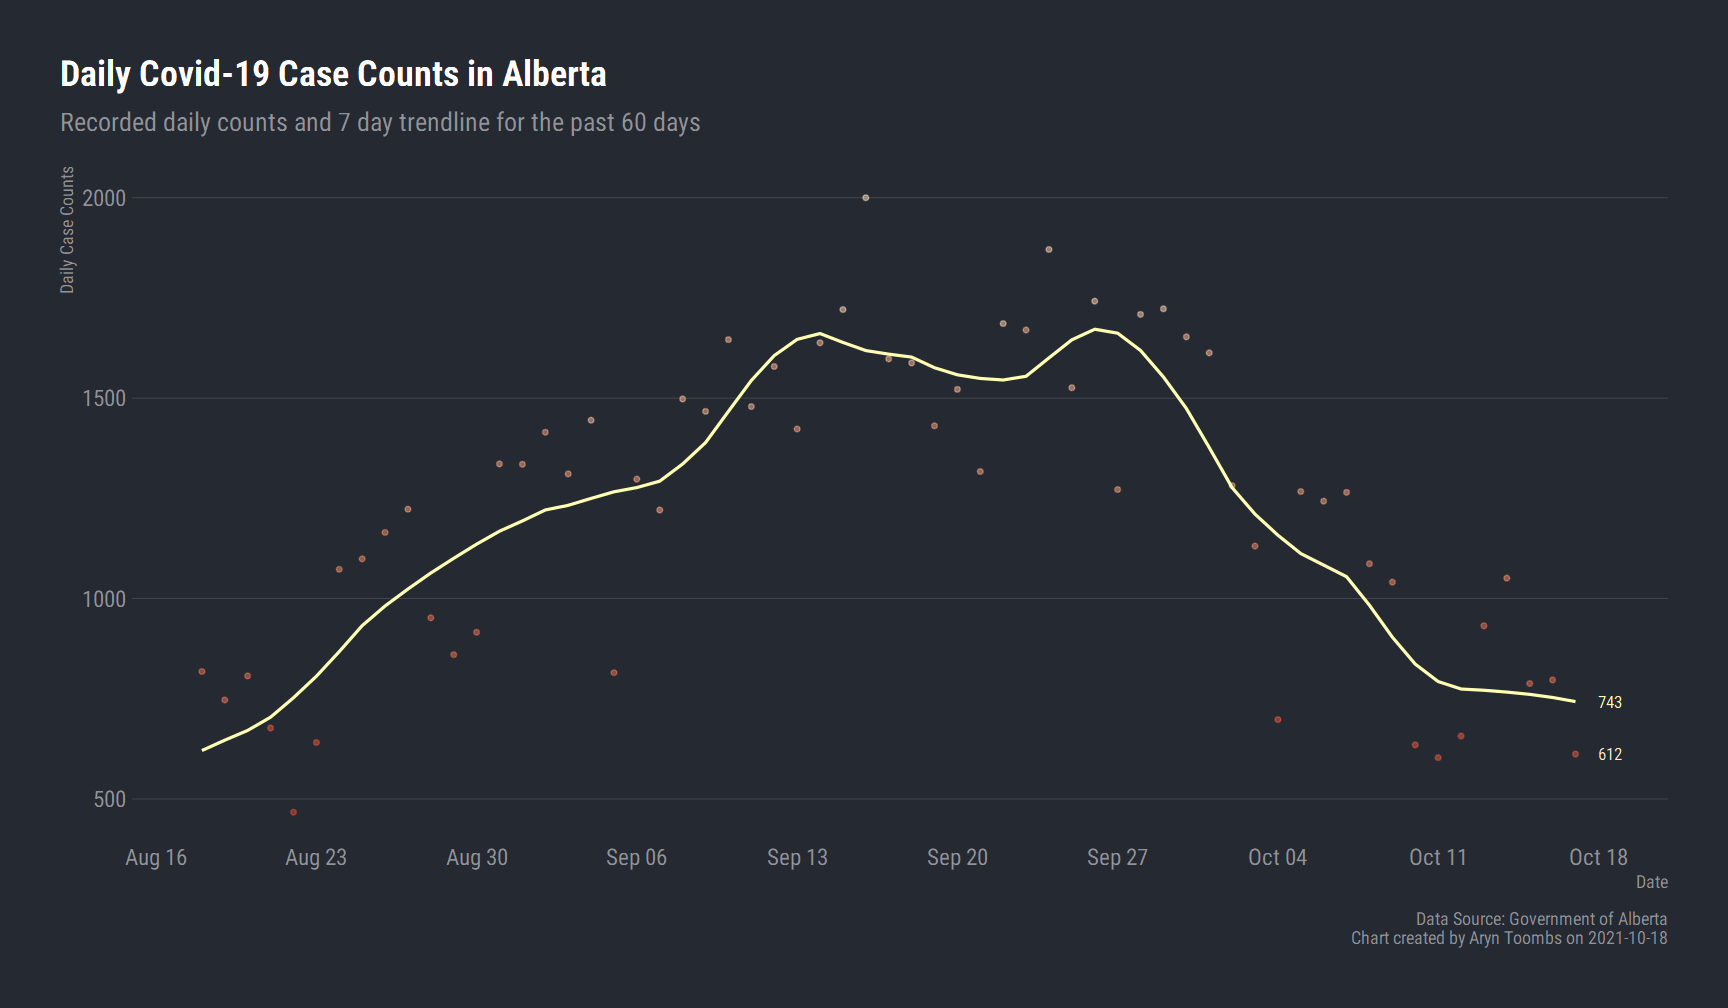 Daily Covid-19 Case Counts in Alberta
Recorded daily counts and 7 day trendline for the past 60 days
Daily Case Counts
2000
1500
1000
500
743
612
Aug 16
Aug 23
Aug 30
Sep 06
Sep 13
Sep 20
Sep 27
Oct 04
Oct 11
Oct 18
Date
Data Source: Government of Alberta
Chart created by Aryn Toombs on 2021-10-18